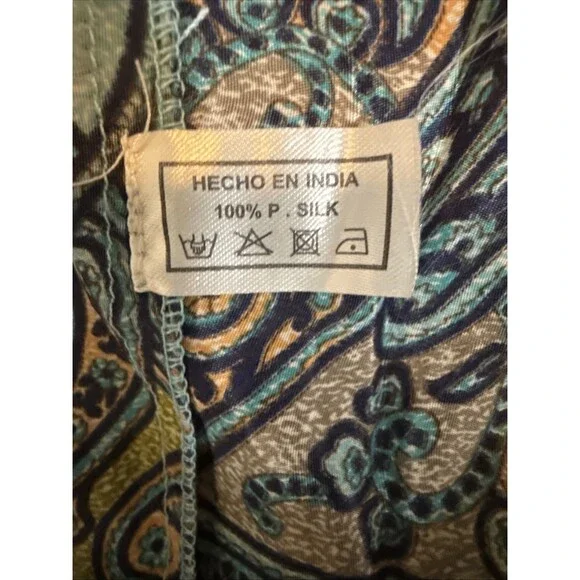 HECHO EN INDIA
100% P . SILK